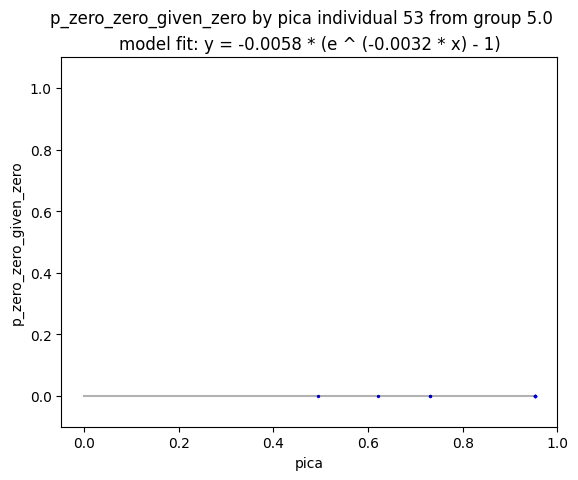 p_zero_zero_given_zero by pica individual 53 from group 5.0
model fit: y = -0.0058 * (e ^ (-0.0032 * x) - 1)
1.0
0.8
0.6
0.4
0.2
0.0
p_zero_zero_given_zero
0.0 0.2 0.4 0.6 0.8 1.0
pica